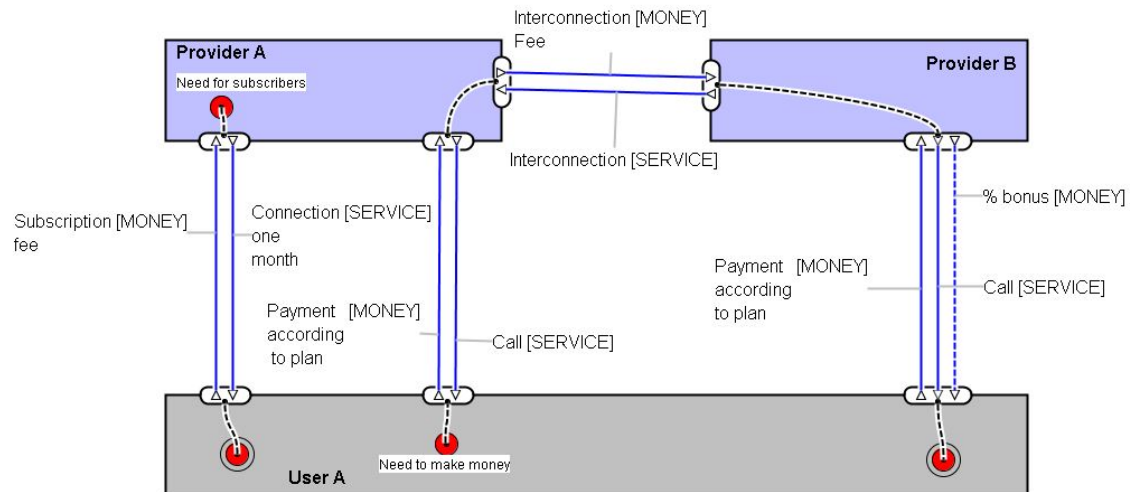 Interconnection [MONEY]
Fee
Provider A
Provider B
Need for subscribers
Interconnection [SERVICE]
Subscription [MONEY]
fee
Connection [SERVICE]
one
month
% bonus [MONEY]
Payment [MONEY]
according
to plan
Call [SERVICE]
Payment [MONEY]
according
to plan
Call [SERVICE]
Need to make money
User A